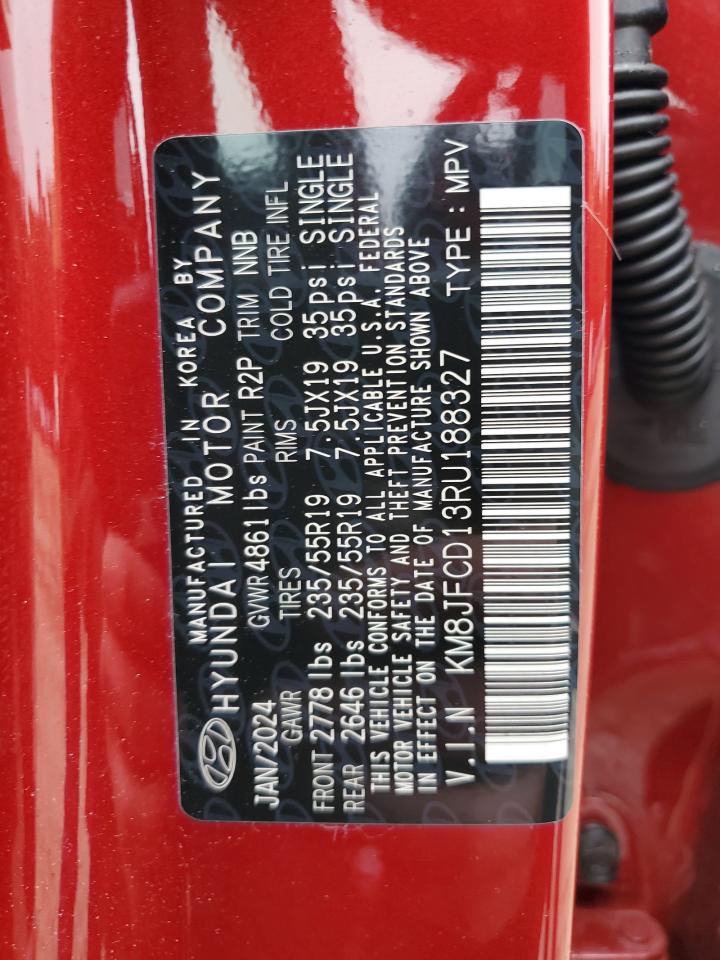 MANUFACTURED IN KOREA BY
HYUNDAI MOTOR COMPANY
JAN/2024 GVWR 4861 lbs PAINT R2P TRIM NNB
GAWR TIRES RIMS COLD TIRE INFL
FRONT 2778 lbs 235/55R19 7.5JX19 35psi SINGLE
REAR 2646 lbs 235/55R19 7.5JX19 35psi SINGLE
THIS VEHICLE CONFORMS TO ALL APPLICABLE U.S.A. FEDERAL
MOTOR VEHICLE SAFETY AND THEFT PREVENTION STANDARDS
IN EFFECT ON THE DATE OF MANUFACTURE SHOWN ABOVE
V.I.N KM8JFCD13RU188327 TYPE : MPV